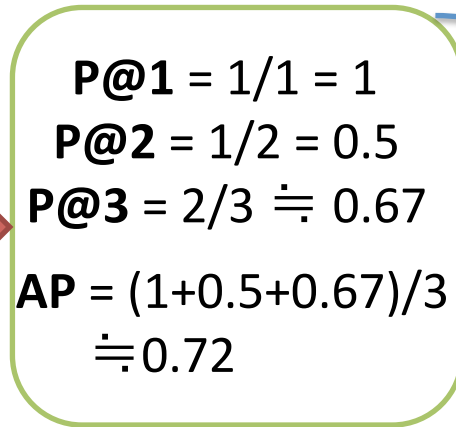 P@1 = 1/1 = 1
P@2 = 1/2 = 0.5
P@3 = 2/3 ≒ 0.67
AP = (1+0.5+0.67)/3
≒0.72